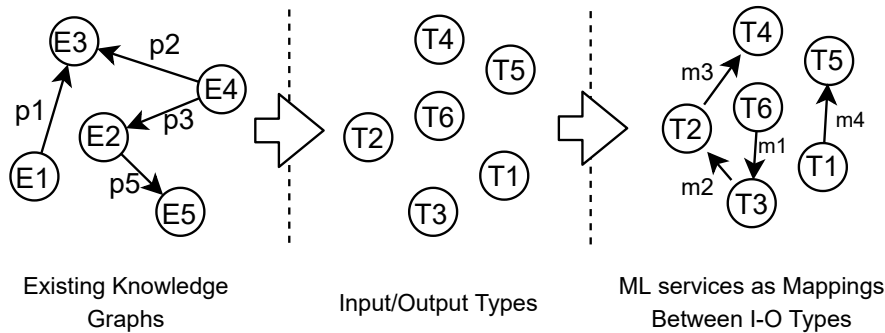 E3
p2
E4
p1
p3
E2
E1
p5
E5
Existing Knowledge
Graphs
T4
T5
T6
T2
T1
T3
Input/Output Types
T4
T5
m3
T6
T2
m1
m4
m2
T1
T3
ML services as Mappings
Between I-O Types